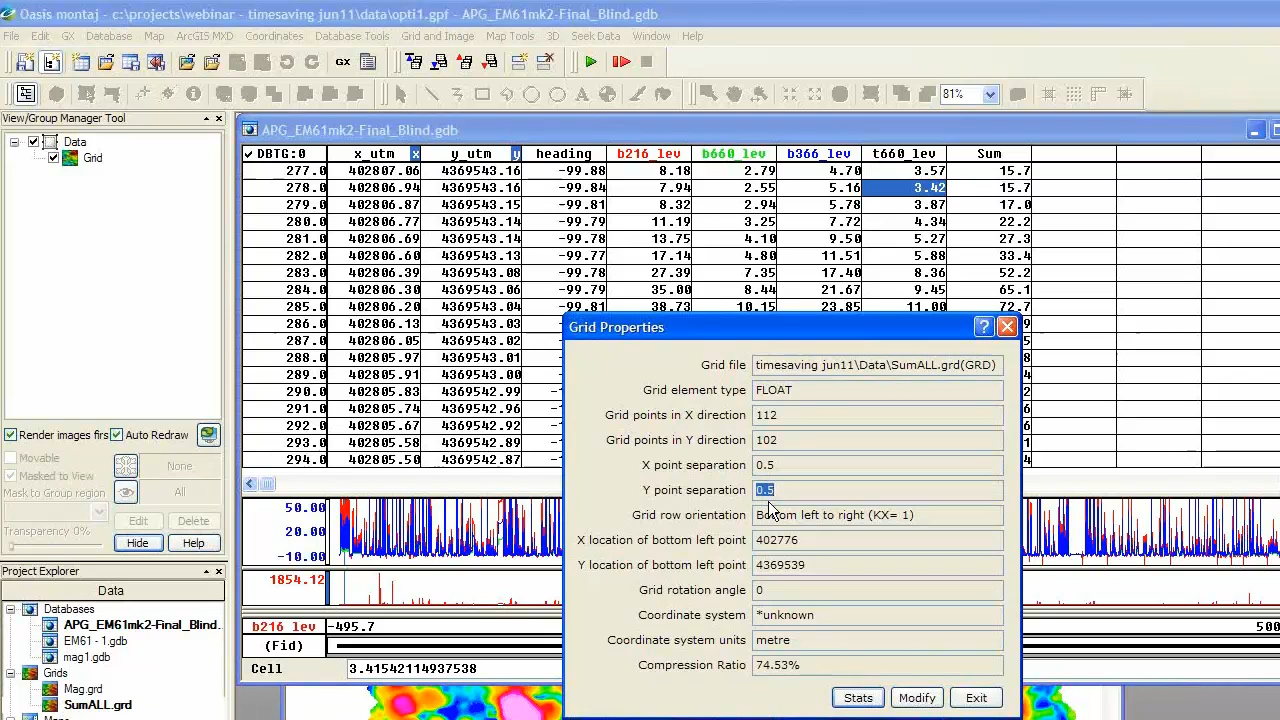 Oasis montaj - c:\projects\webinar - timesaving jun11\data\opti1.gpf - APG_EM61mk2-Final_Blind.gdb
File Edit GX Database Map ArcGIS MXD Coordinates Database Tools Grid and Image Map Tools 3D Seek Data Window Help
GX
81%
View/Group Manager Tool
Data
Grid
Render images firs Auto Redraw
Movable
Masked to View
Mask to Group region
None
All
Transparency 0%
Edit Delete
Hide Help
Project Explorer
Data
Databases
APG_EM61mk2-Final_Blind.
EM61 - 1.gdb
mag1.gdb
Grids
Mag.grd
SumALL.grd
APG_EM61mk2-Final_Blind.gdb
DBTG:0 x_utm x y_utm y heading b216_lev b660_lev b366_lev t660_lev Sum
277.0 402807.06 4369543.16 -99.88 8.18 2.79 4.70 3.57 15.7
278.0 402806.94 4369543.16 -99.84 7.94 2.55 5.16 3.42 15.7
279.0 402806.87 4369543.15 -99.81 8.32 2.94 5.78 3.87 17.0
280.0 402806.77 4369543.14 -99.79 11.19 3.25 7.72 4.34 22.2
281.0 402806.69 4369543.14 -99.78 13.75 4.10 9.50 5.27 27.3
282.0 402806.60 4369543.13 -99.77 17.14 4.80 11.51 5.88 33.4
283.0 402806.39 4369543.08 -99.78 27.39 7.35 17.40 8.36 52.2
284.0 402806.30 4369543.06 -99.79 35.00 8.44 21.67 9.45 65.1
285.0 402806.20 4369543.04 -99.81 38.73 10.15 23.85 11.00 72.7
286.0 402806.13 4369543.03
287.0 402806.05 4369543.02
288.0 402805.97 4369543.01
289.0 402805.91 4369543.00
290.0 402805.83 4369542.99
291.0 402805.74 4369542.96
292.0 402805.67 4369542.92
293.0 402805.58 4369542.89
294.0 402805.50 4369542.87
50.00
20.00
-10.00
1854.12
b216 lev -495.7 500
(Fid)
Cell 3.41542114937538
Grid Properties
Grid file timesaving jun11\Data\SumALL.grd(GRD)
Grid element type FLOAT
Grid points in X direction 112
Grid points in Y direction 102
X point separation 0.5
Y point separation 0.5
Grid row orientation Bottom left to right (KX= 1)
X location of bottom left point 402776
Y location of bottom left point 4369539
Grid rotation angle 0
Coordinate system *unknown
Coordinate system units metre
Compression Ratio 74.53%
Stats Modify Exit